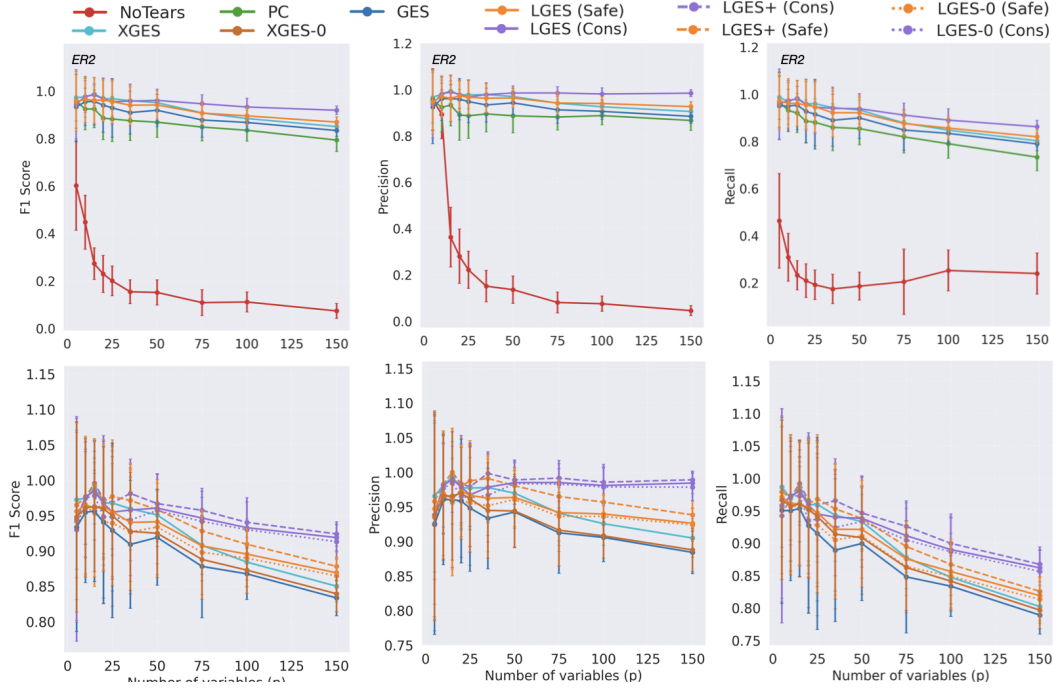 NoTears PC GES LGES (Safe) LGES+ (Cons) LGES-0 (Safe)
XGES XGES-0 LGES (Cons) LGES+ (Safe) LGES-0 (Cons)
ER2
F1 Score
1.0
0.8
0.6
0.4
0.2
0.0
0 25 50 75 100 125 150
Precision
1.2
1.0
0.8
0.6
0.4
0.2
0.0
0 25 50 75 100 125 150
ER2
Recall
1.2
1.0
0.8
0.6
0.4
0.2
0 25 50 75 100 125 150
F1 Score
1.15
1.10
1.05
1.00
0.95
0.90
0.85
0.80
0 25 50 75 100 125 150
Number of variables (p)
Precision
1.15
1.10
1.05
1.00
0.95
0.90
0.85
0.80
0.75
0 25 50 75 100 125 150
Number of variables (p)
Recall
1.15
1.10
1.05
1.00
0.95
0.90
0.85
0.80
0.75
0 25 50 75 100 125 150
Number of variables (p)